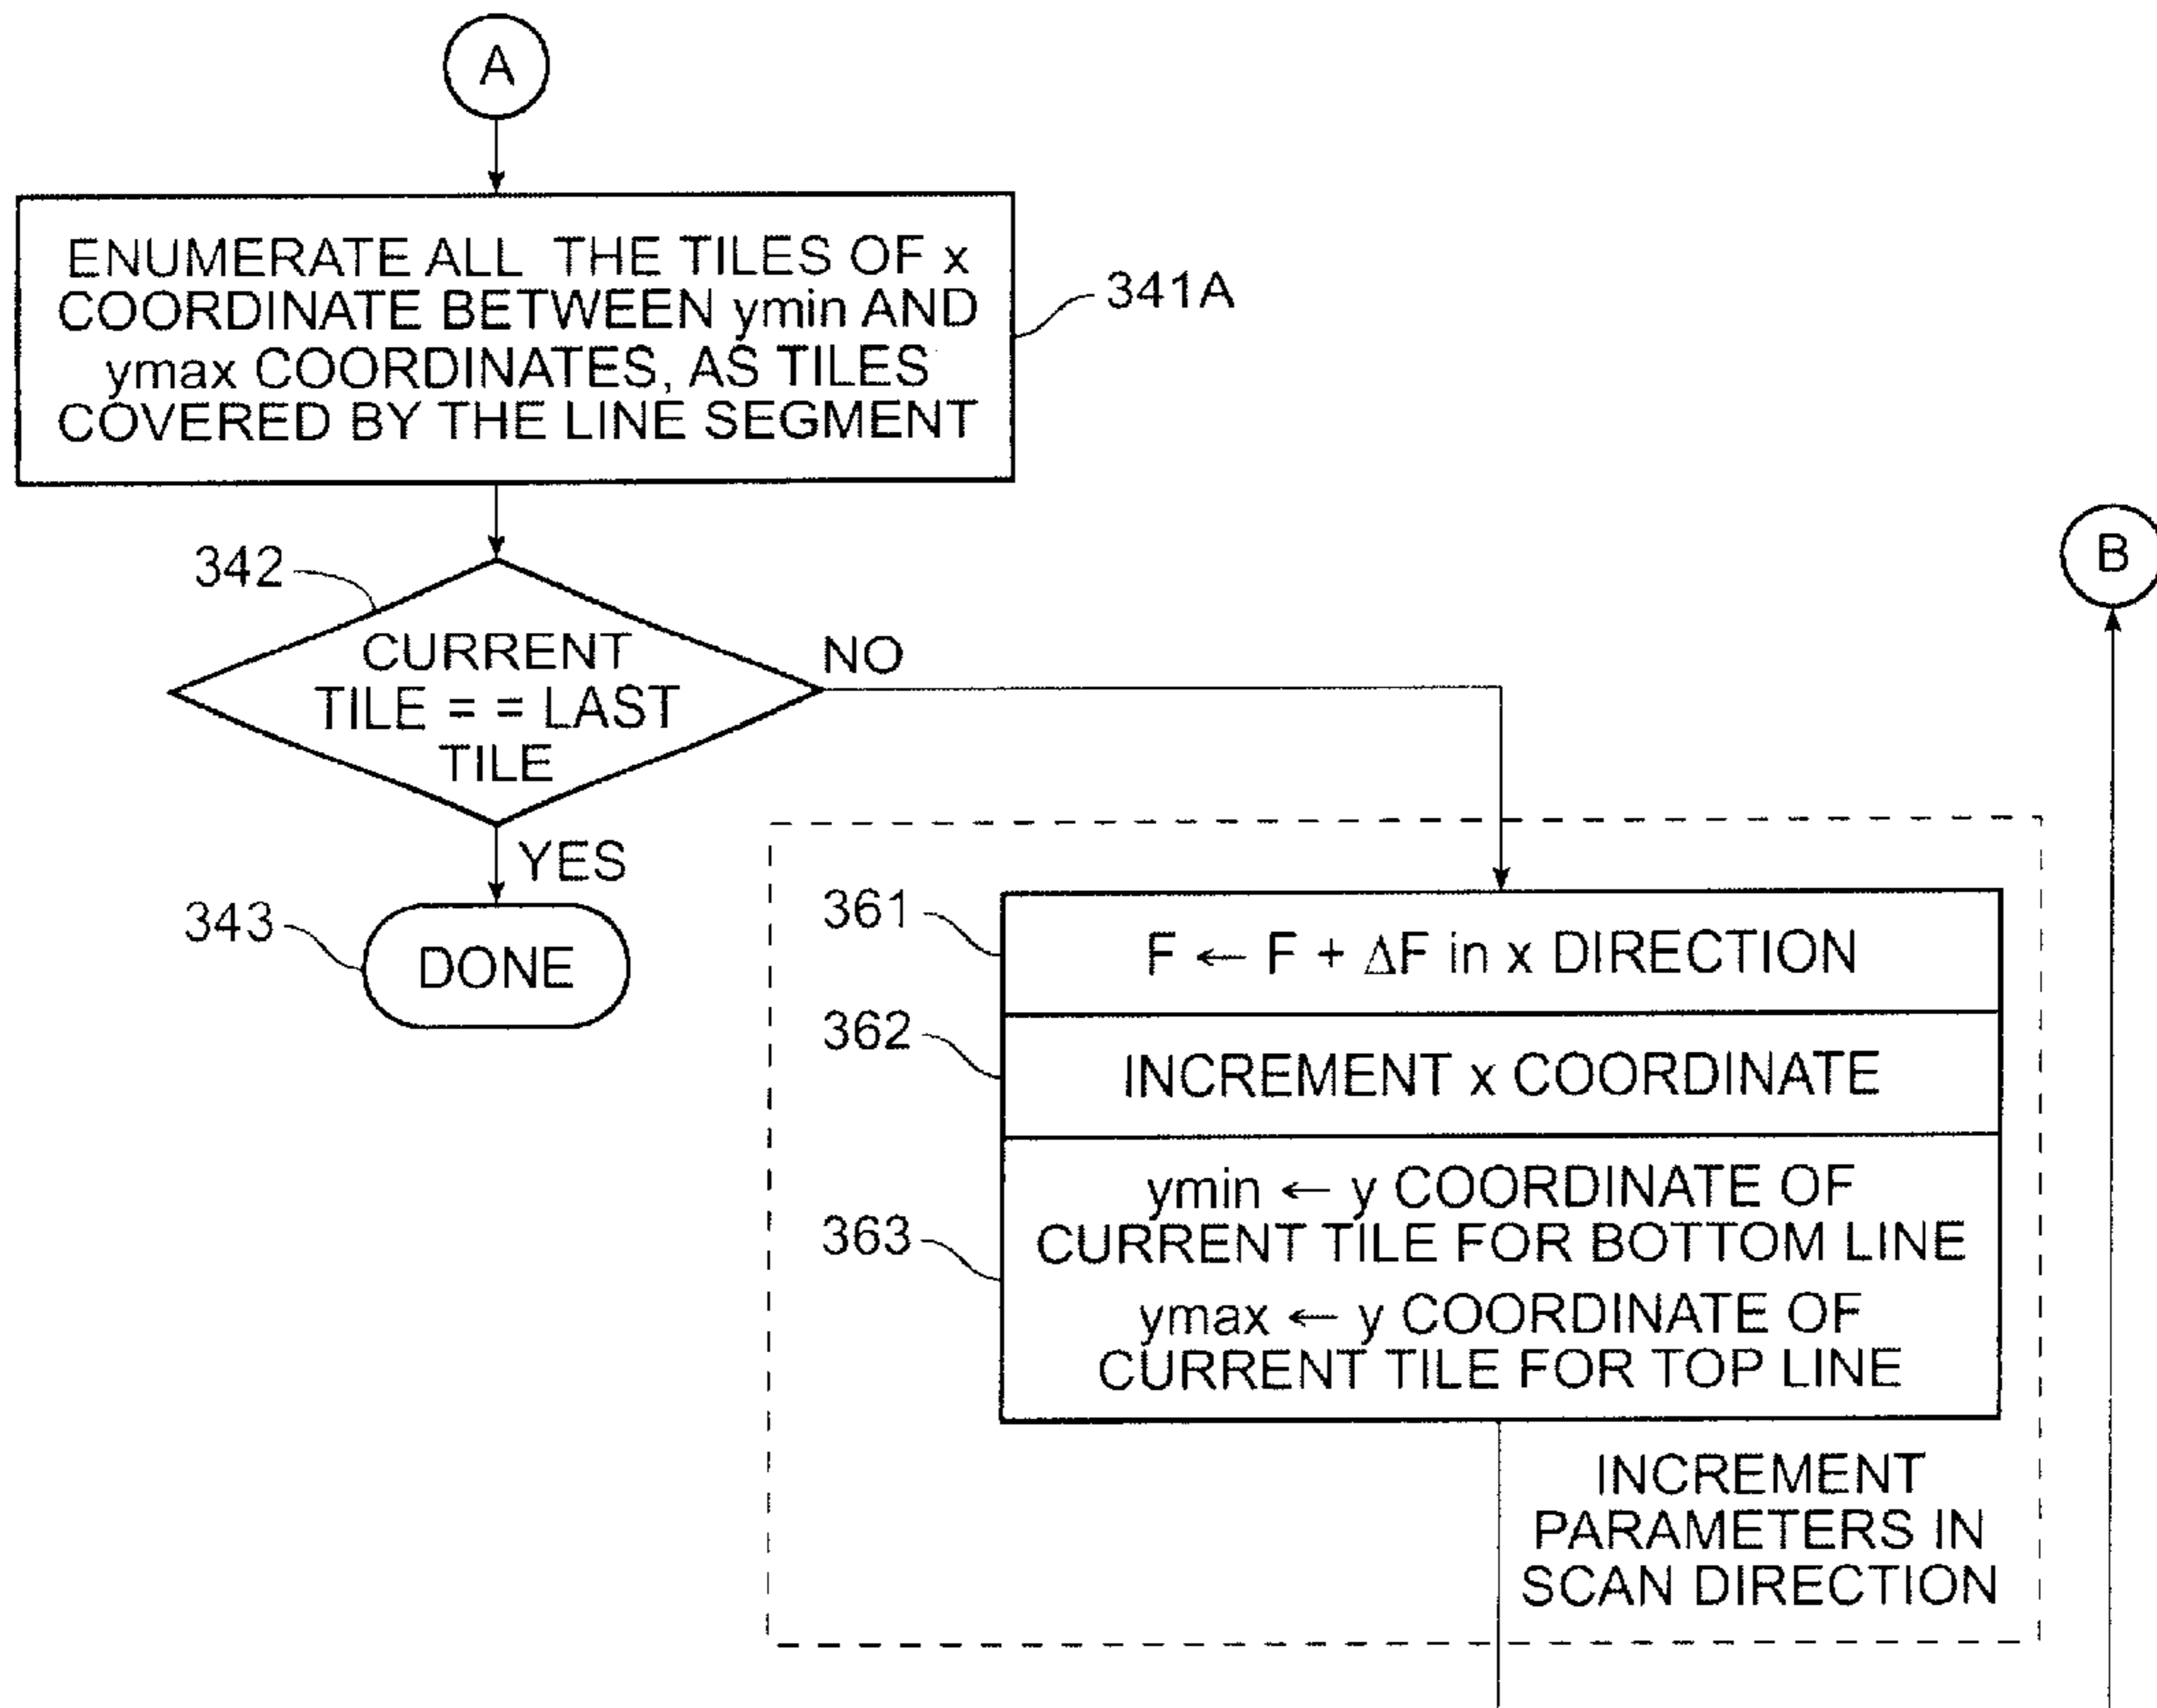 A
ENUMERATE ALL THE TILES OF x
COORDINATE BETWEEN ymin AND
ymax COORDINATES, AS TILES
COVERED BY THE LINE SEGMENT
341A
342
CURRENT
TILE = = LAST
TILE
NO
YES
343
DONE
B
361
F ← F + ΔF in x DIRECTION
362
INCREMENT x COORDINATE
363
ymin ← y COORDINATE OF
CURRENT TILE FOR BOTTOM LINE
ymax ← y COORDINATE OF
CURRENT TILE FOR TOP LINE
INCREMENT
PARAMETERS IN
SCAN DIRECTION